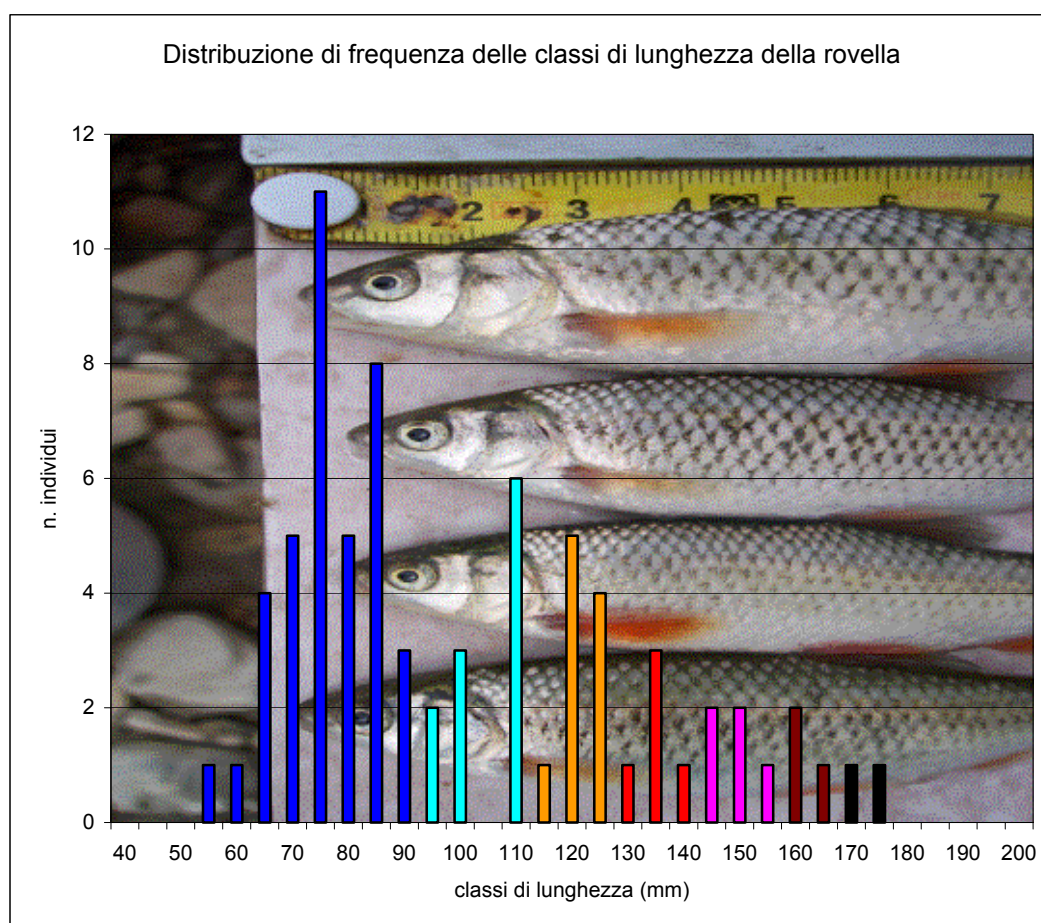 Distribuzione di frequenza delle classi di lunghezza della rovella
12
10
8
6
4
2
0
n. individui
2 3 4 5 6 7
40 50 60 70 80 90 100 110 120 130 140 150 160 170 180 190 200
classi di lunghezza (mm)